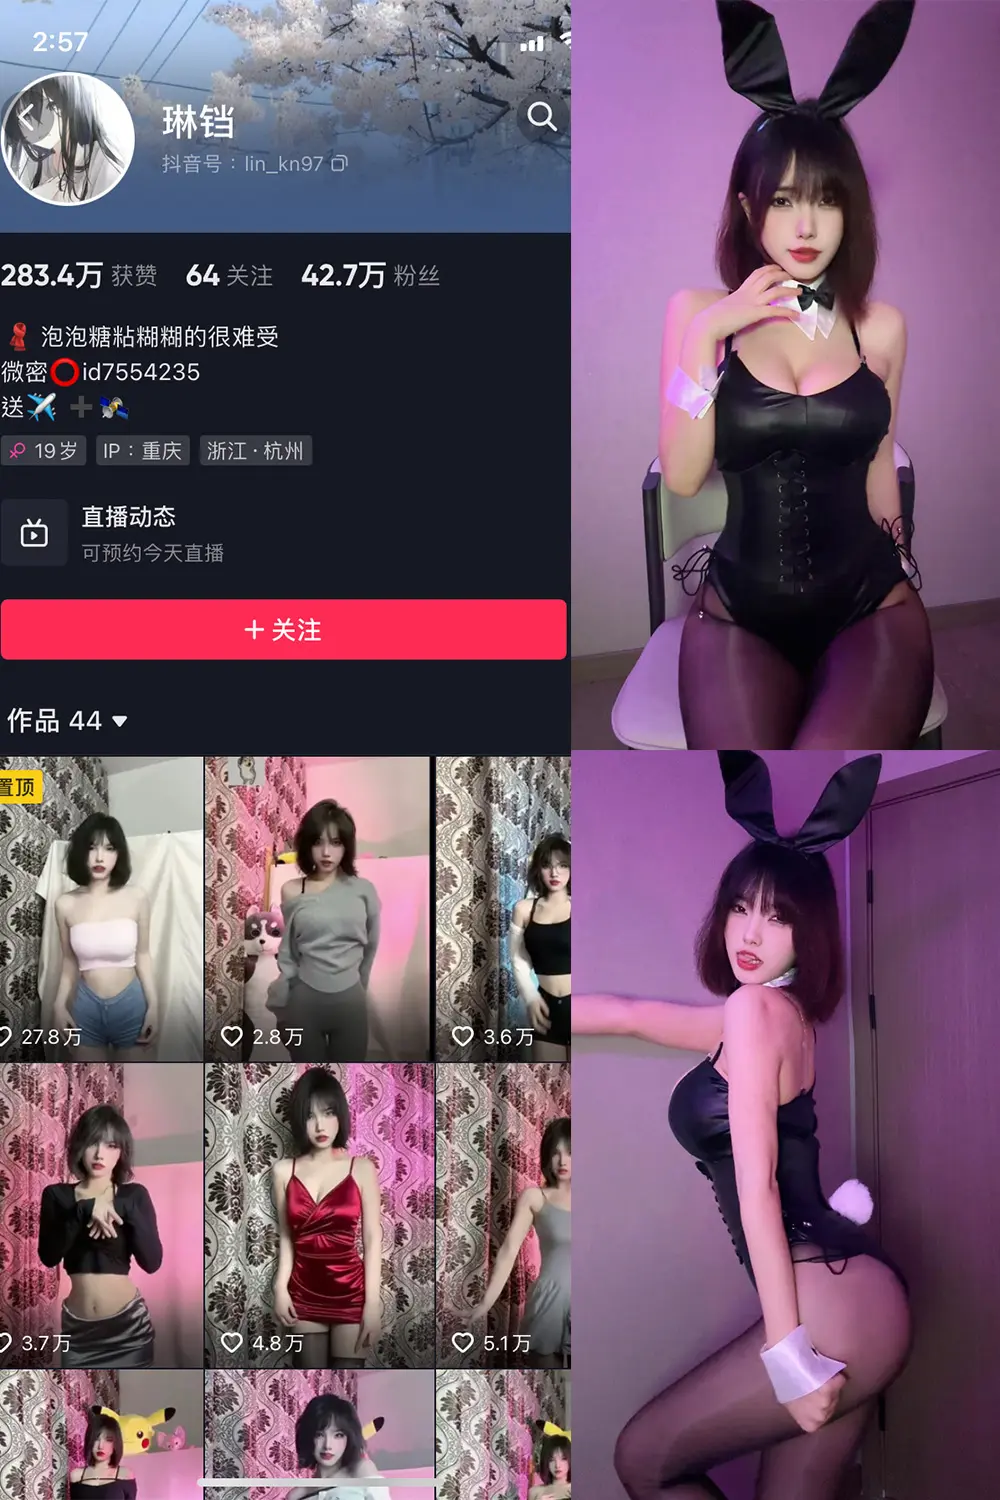 2:57
琳铛
抖音号：lin_kn97
283.4万 获赞 64 关注 42.7万 粉丝
泡泡糖粘糊糊的很难受
微密⭕id7554235
送✈️➕🛰️
19岁 IP：重庆 浙江·杭州
直播动态
可预约今天直播
+ 关注
作品 44
置顶
27.8万 2.8万 3.6万
3.7万 4.8万 5.1万